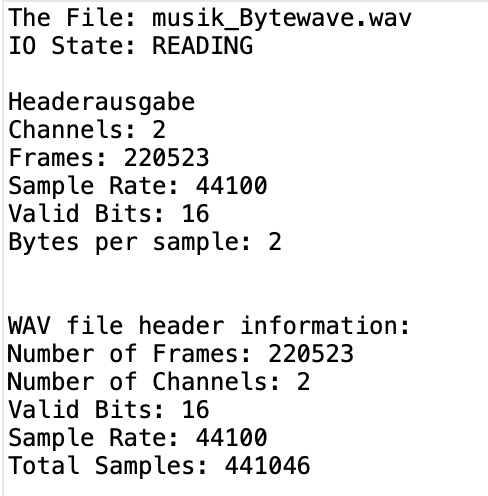 The File: musik_Bytewave.wav
IO State: READING
Headerausgabe
Channels: 2
Frames: 220523
Sample Rate: 44100
Valid Bits: 16
Bytes per sample: 2
WAV file header information:
Number of Frames: 220523
Number of Channels: 2
Valid Bits: 16
Sample Rate: 44100
Total Samples: 441046